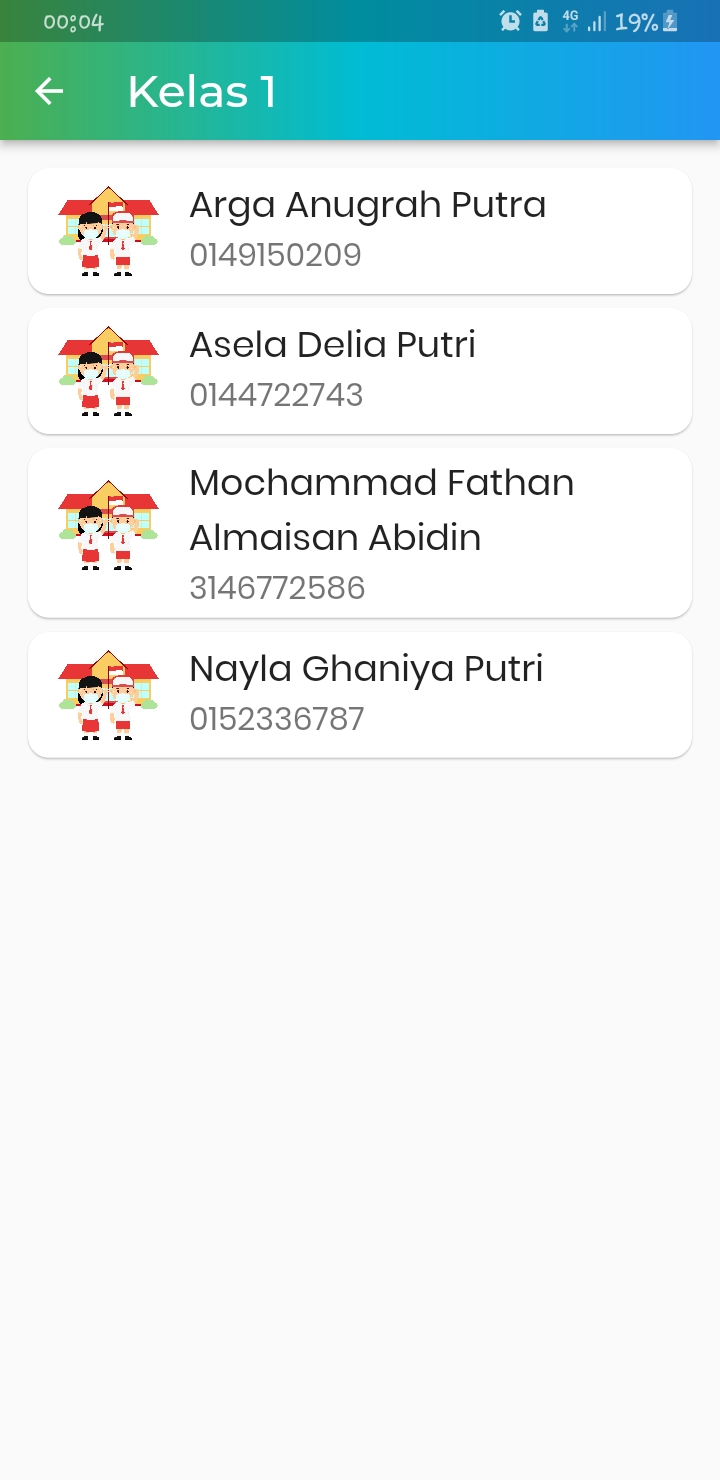 00:04
4G
19%
Kelas 1
Arga Anugrah Putra
0149150209
Asela Delia Putri
0144722743
Mochammad Fathan
Almaisan Abidin
3146772586
Nayla Ghaniya Putri
0152336787